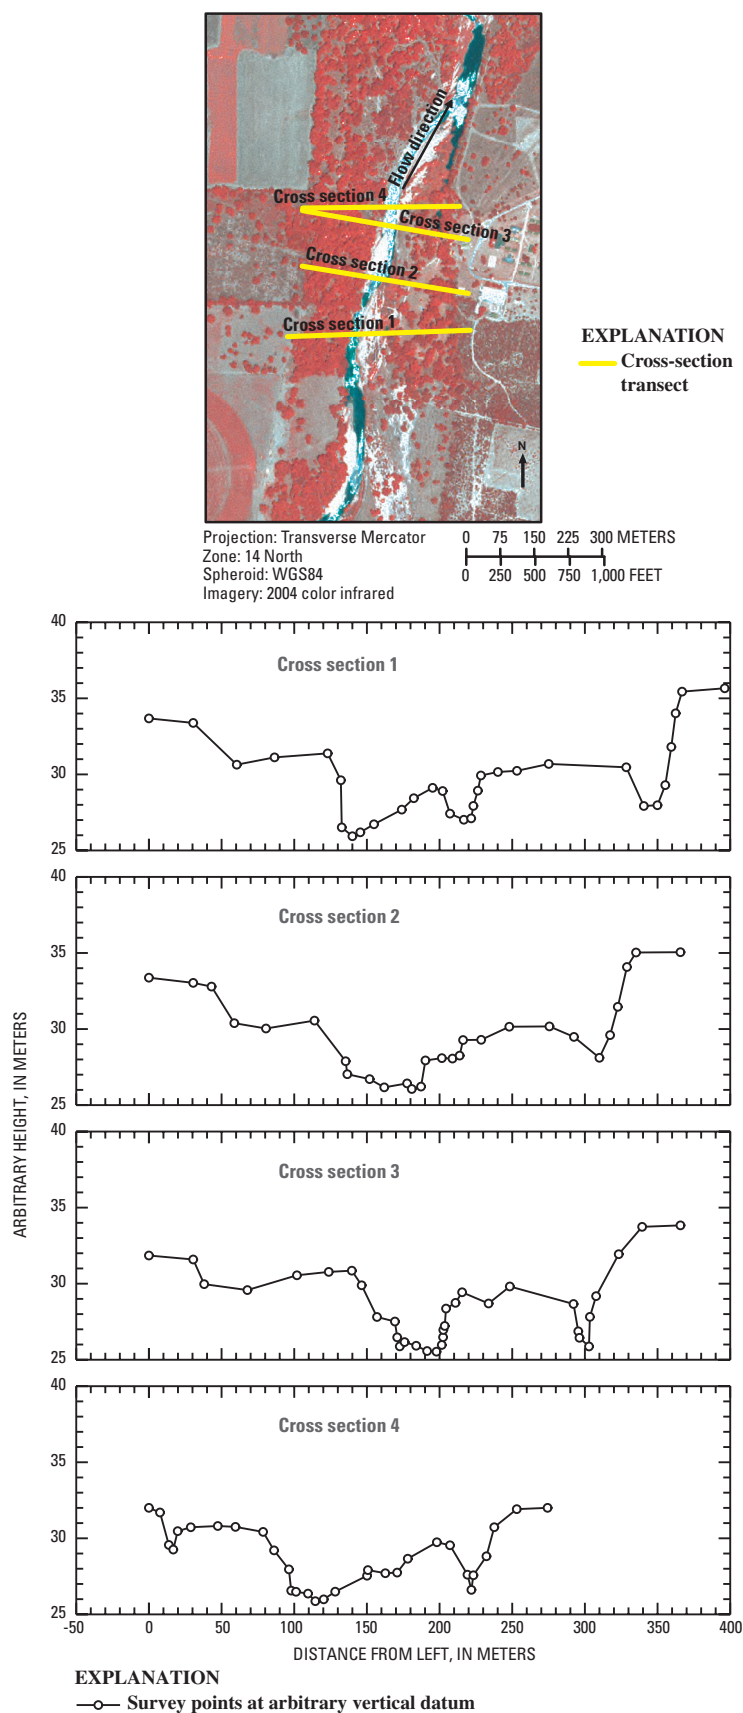 Flow direction
Cross section 4
Cross section 3
Cross section 2
Cross section 1
N
EXPLANATION
Cross-section
transect
Projection: Transverse Mercator
Zone: 14 North
Spheroid: WGS84
Imagery: 2004 color infrared
0 75 150 225 300 METERS
0 250 500 750 1,000 FEET
ARBITRARY HEIGHT, IN METERS
40
35
30
25
Cross section 1
40
35
30
25
Cross section 2
40
35
30
25
Cross section 3
40
35
30
25
Cross section 4
-50 0 50 100 150 200 250 300 350 400
DISTANCE FROM LEFT, IN METERS
EXPLANATION
Survey points at arbitrary vertical datum